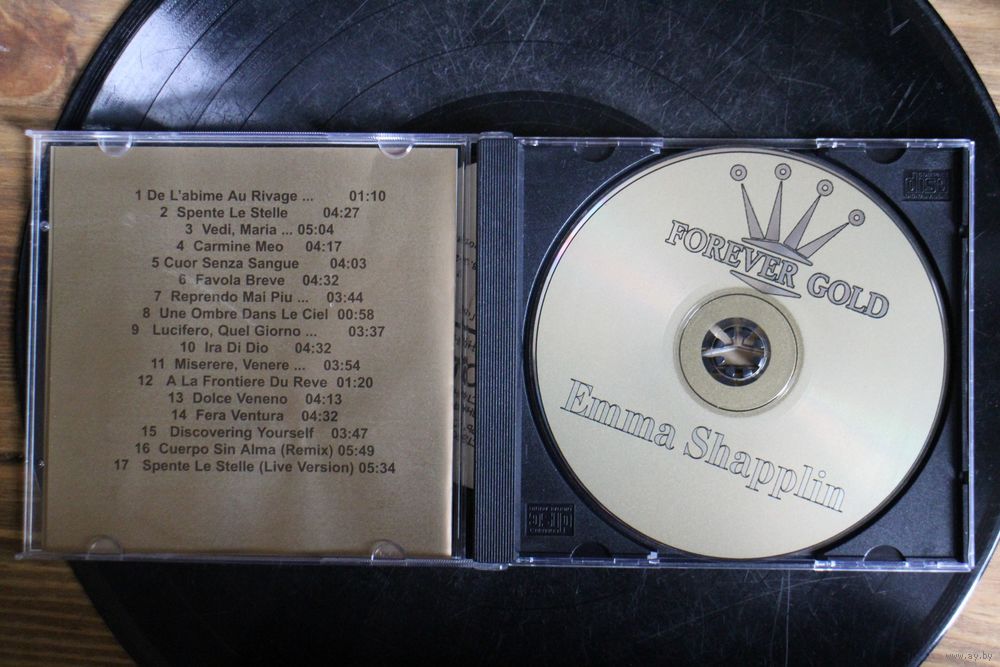 1 De L'abime Au Rivage ... 01:10
2 Spente Le Stelle 04:27
3 Vedi, Maria ... 05:04
4 Carmine Meo 04:17
5 Cuor Senza Sangue 04:03
6 Favola Breve 04:32
7 Reprendo Mai Piu ... 03:44
8 Une Ombre Dans Le Ciel 00:58
9 Lucifero, Quel Giorno ... 03:37
10 Ira Di Dio 04:32
11 Miserere, Venere ... 03:54
12 A La Frontiere Du Reve 01:20
13 Dolce Veneno 04:13
14 Fera Ventura 04:32
15 Discovering Yourself 03:47
16 Cuerpo Sin Alma (Remix) 05:49
17 Spente Le Stelle (Live Version) 05:34
FOREVER GOLD
Emma Shapplin
disc
www.ay.by